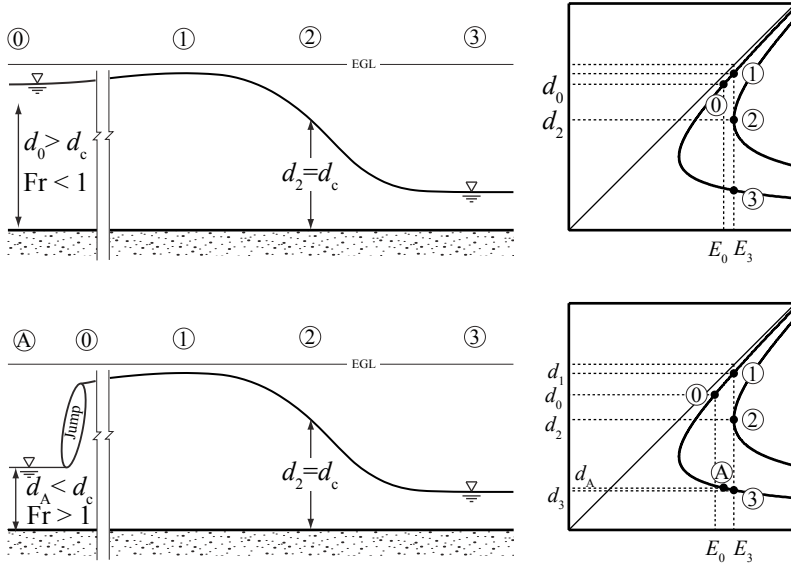 0 1 2 3
EGL
d0 > dc
Fr < 1
d2=dc
d0
d2
0
1
2
3
E0 E3
A 0 1 2 3
EGL
Jump
dA < dc
Fr > 1
d2=dc
d1
d0
d2
dA
d3
0
1
2
A
3
E0 E3